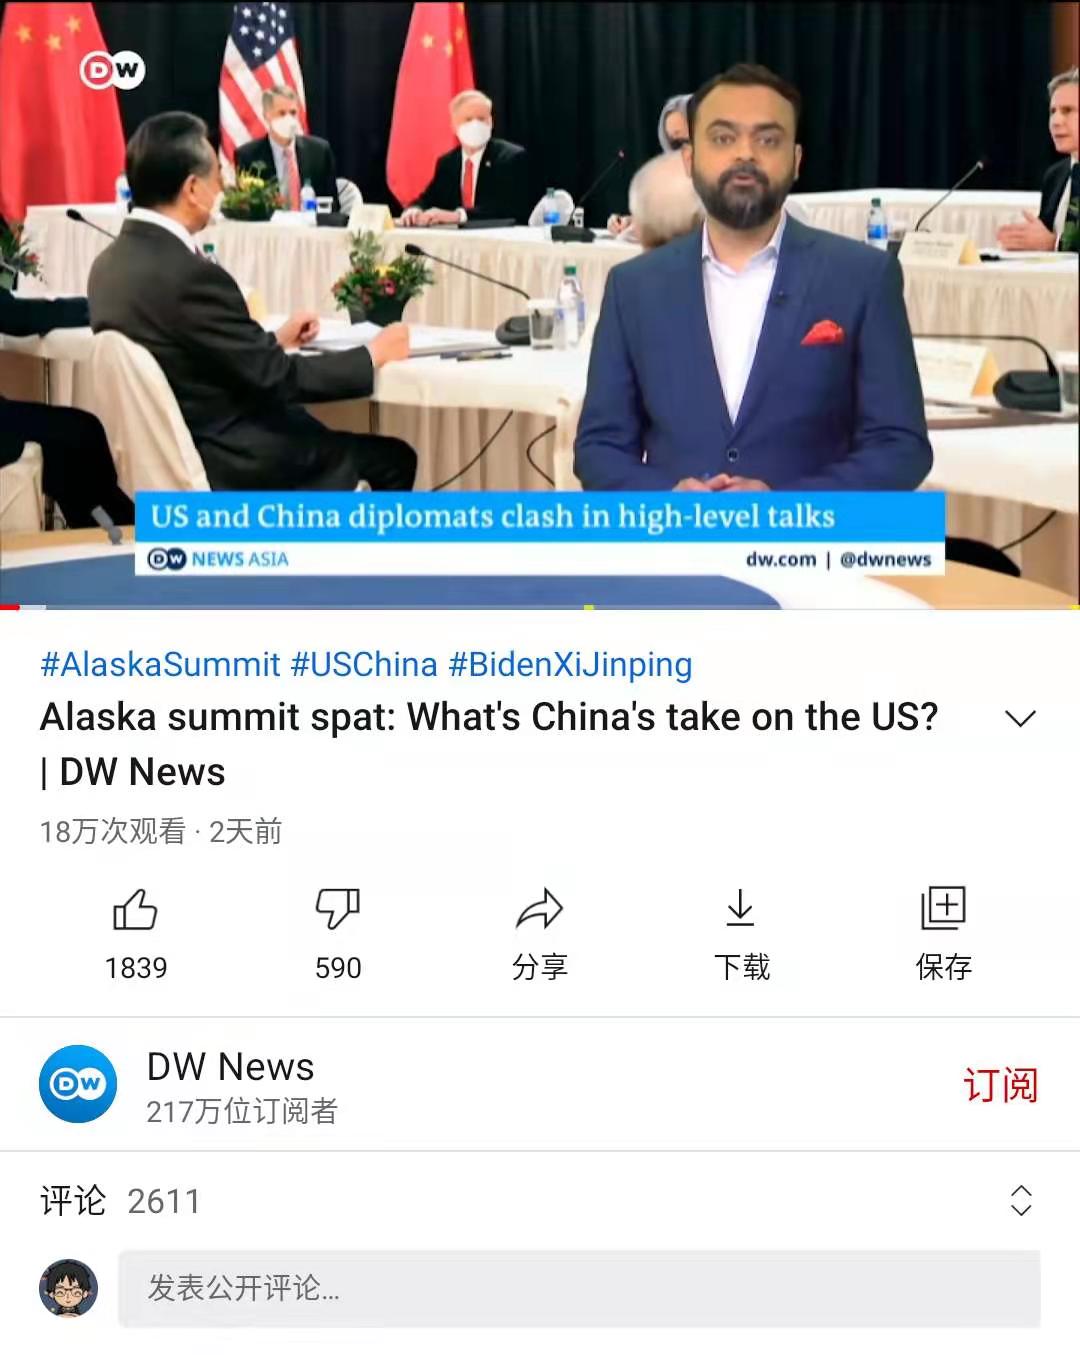 DW
US and China diplomats clash in high-level talks
DW NEWS ASIA
dw.com | @dwnews
#AlaskaSummit #USChina #BidenXiJinping
Alaska summit spat: What's China's take on the US?
| DW News
18万次观看 · 2天前
1839
590
分享
下载
保存
DW
DW News
217万位订阅者
订阅
评论 2611
发表公开评论...